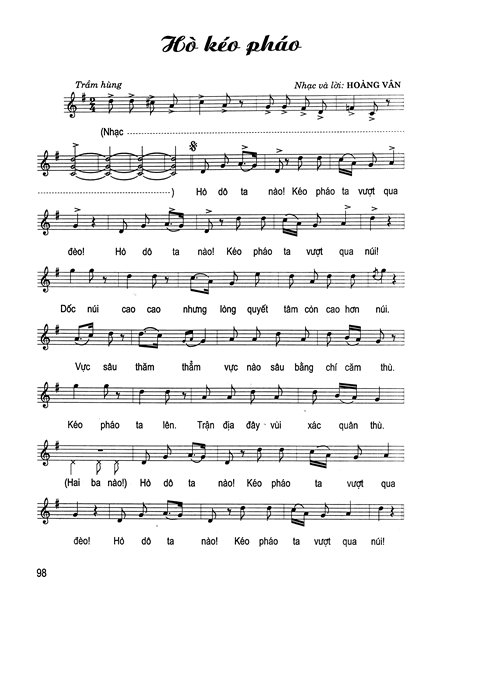 Hò kéo pháo
Trầm hùng
Nhạc và lời: HOÀNG VÂN
2
4
(Nhạc
) Hò dô ta nào! Kéo pháo ta vượt qua
đèo! Hò dô ta nào! Kéo pháo ta vượt qua núi!
Dốc núi cao cao nhưng lòng quyết tâm còn cao hơn núi.
Vực sâu thăm thẳm vực nào sâu bằng chí căm thù.
Kéo pháo ta lên. Trận địa đây vùi xác quân thù.
(Hai ba nào!) Hò dô ta nào! Kéo pháo ta vượt qua
đèo! Hò dô ta nào! Kéo pháo ta vượt qua núi!
98